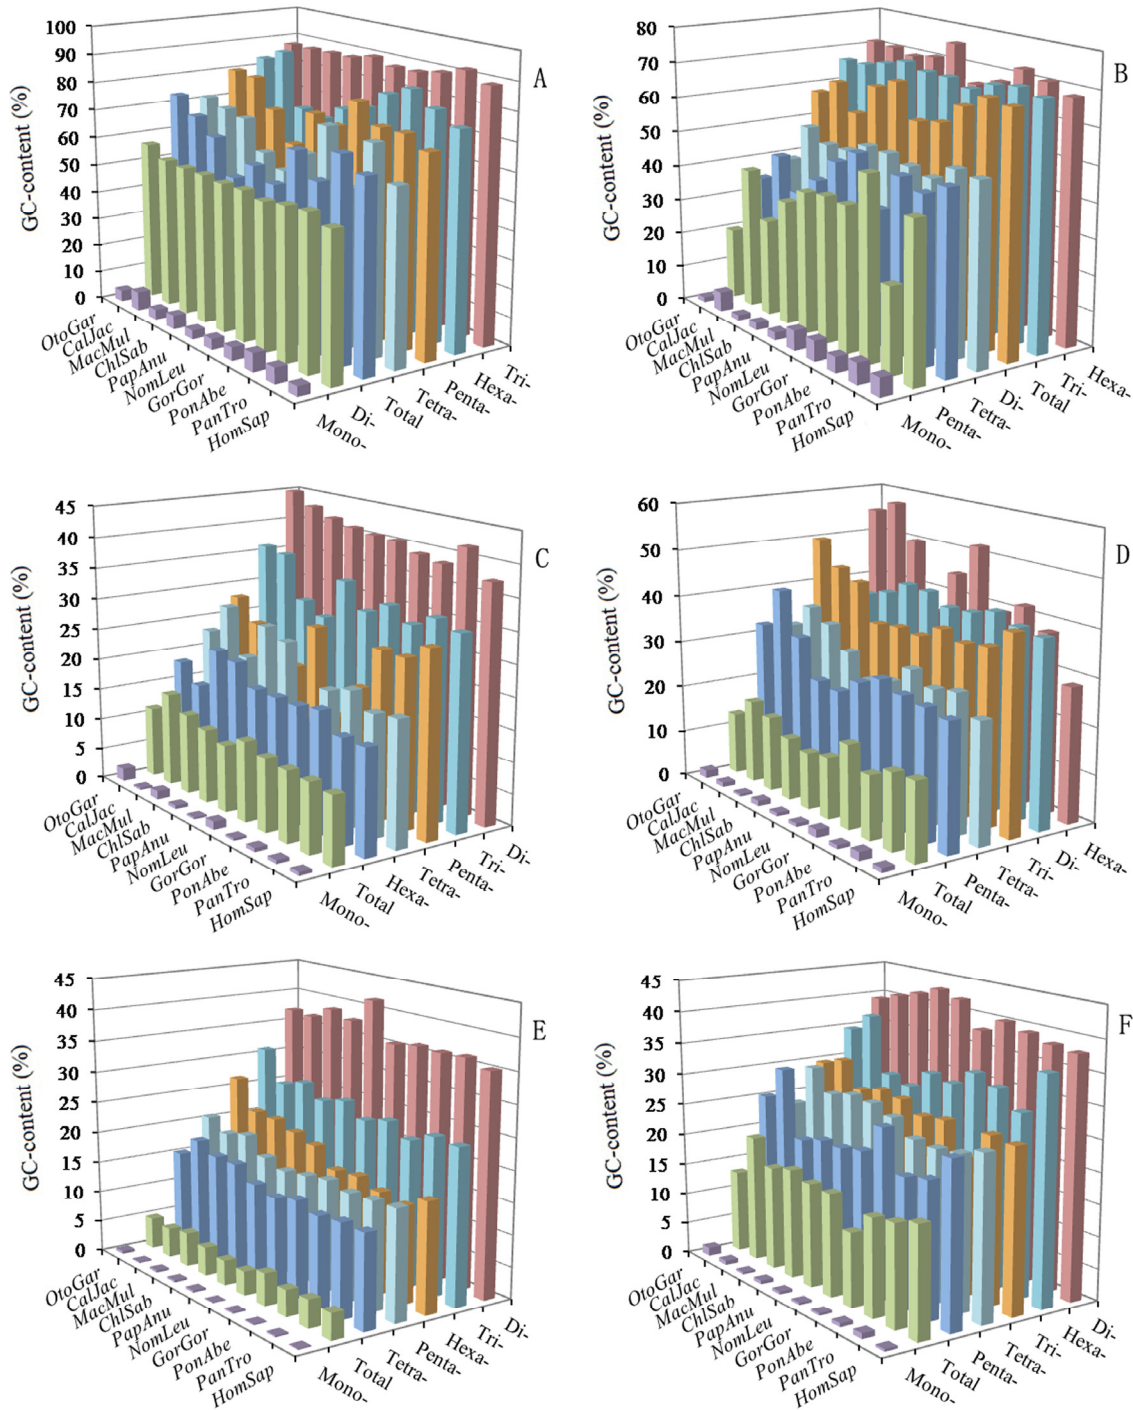 A
GC-content (%)
100
90
80
70
60
50
40
30
20
10
0
OtoGar
CalJac
MacMul
ChlSab
PapAnu
NomLeu
GorGor
PonAbe
PanTro
HomSap
Mono-
Di-
Total
Tetra-
Penta-
Hexa-
Tri-
B
GC-content (%)
80
70
60
50
40
30
20
10
0
OtoGar
CalJac
MacMul
ChlSab
PapAnu
NomLeu
GorGor
PonAbe
PanTro
HomSap
Mono-
Penta-
Tetra-
Di-
Total
Tri-
Hexa-
C
GC-content (%)
45
40
35
30
25
20
15
10
5
0
OtoGar
CalJac
MacMul
ChlSab
PapAnu
NomLeu
GorGor
PonAbe
PanTro
HomSap
Mono-
Total
Hexa-
Tetra-
Penta-
Tri-
Di-
D
GC-content (%)
60
50
40
30
20
10
0
OtoGar
CalJac
MacMul
ChlSab
PapAnu
NomLeu
GorGor
PonAbe
PanTro
HomSap
Mono-
Total
Penta-
Tetra-
Tri-
Di-
Hexa-
E
GC-content (%)
45
40
35
30
25
20
15
10
5
0
OtoGar
CalJac
MacMul
ChlSab
PapAnu
NomLeu
GorGor
PonAbe
PanTro
HomSap
Mono-
Total
Tetra-
Penta-
Hexa-
Tri-
Di-
F
GC-content (%)
45
40
35
30
25
20
15
10
5
0
OtoGar
CalJac
MacMul
ChlSab
PapAnu
NomLeu
GorGor
PonAbe
PanTro
HomSap
Mono-
Total
Penta-
Tetra-
Tri-
Hexa-
Di-